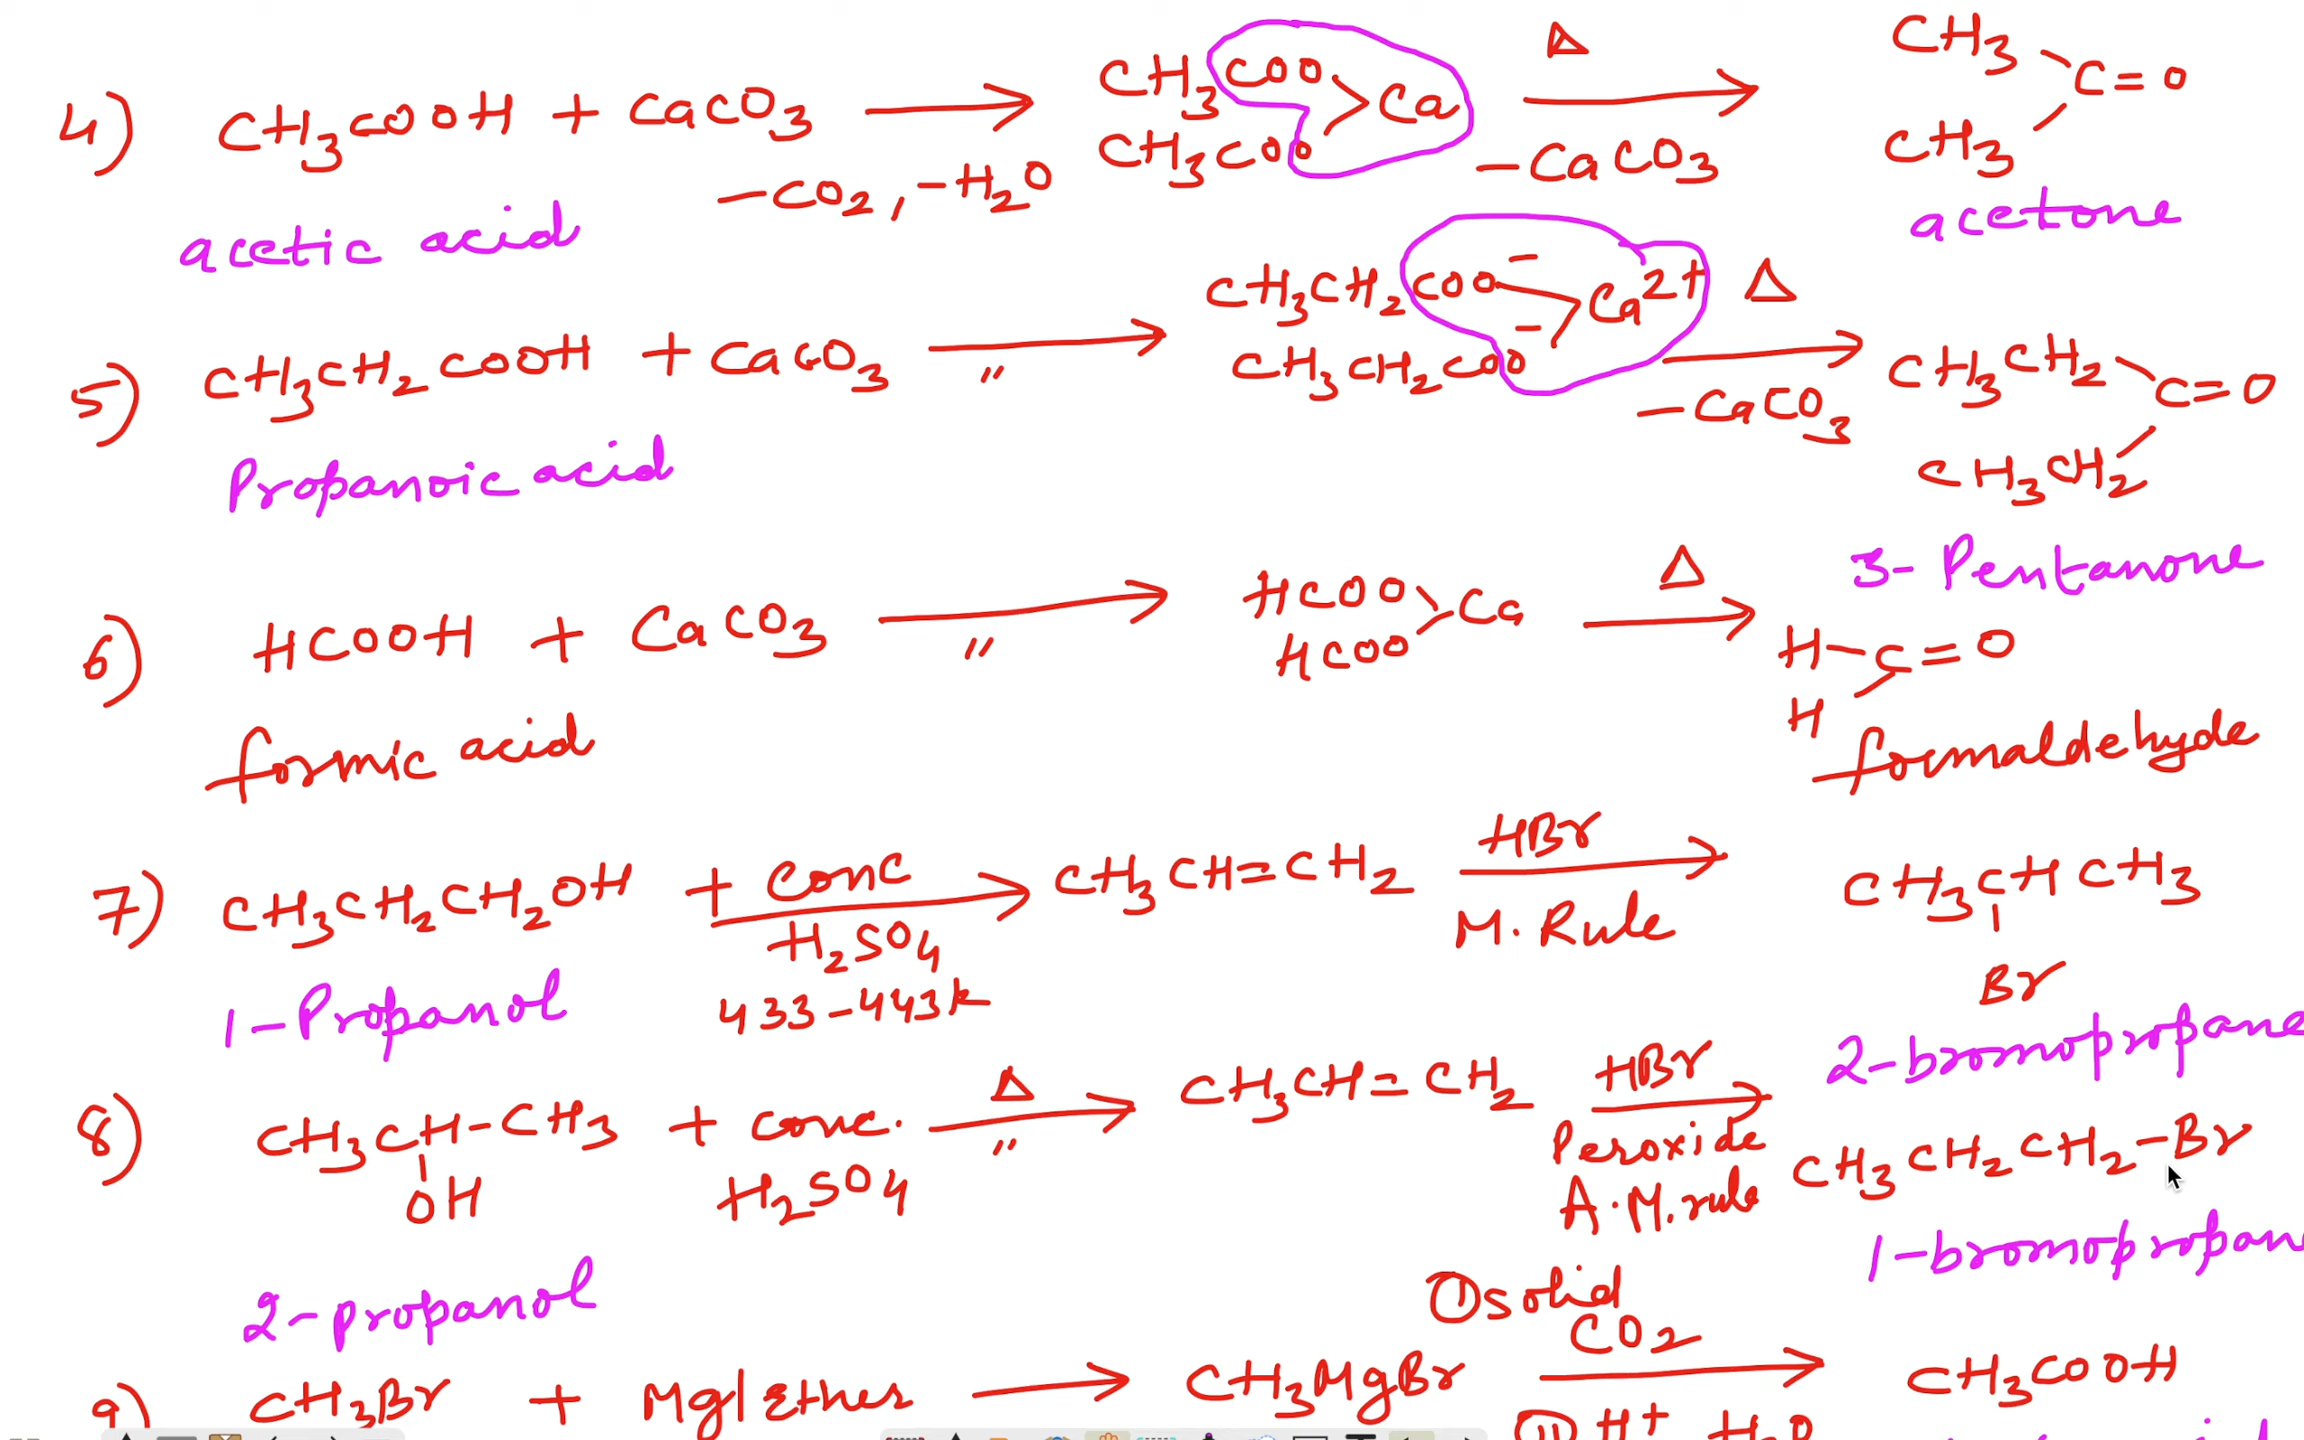 4) CH3COOH + CaCO3 ⟶ CH3COO>Ca Δ⟶ CH3
CH3COO −CaCO3 >C=O
−CO2, −H2O CH3
acetic acid acetone
5) CH3CH2COOH + CaCO3 ⟶ CH3CH2COO⁻ Ca2+ Δ⟶ CH3CH2
〃 CH3CH2COO⁻ −CaCO3 >C=O
CH3CH2
Propanoic acid 3-Pentanone
6) HCOOH + CaCO3 ⟶ HCOO>Ca Δ⟶ H−C=O
〃 HCOO H
formic acid formaldehyde
7) CH3CH2CH2OH + Conc ⟶ CH3CH=CH2 HBr⟶ CH3CHCH3
H2SO4 M. Rule Br
433-443k
1-Propanol 2-bromopropane
8) CH3CH-CH3 + conc. Δ⟶ CH3CH=CH2 HBr⟶ CH3CH2CH2-Br
OH H2SO4 〃 Peroxide
A.M. rule
2-propanol 1-bromopropan
① solid
CO2
9) CH3Br + Mg/Ether ⟶ CH3MgBr ⟶ CH3COOH
⑪ H+ H2O